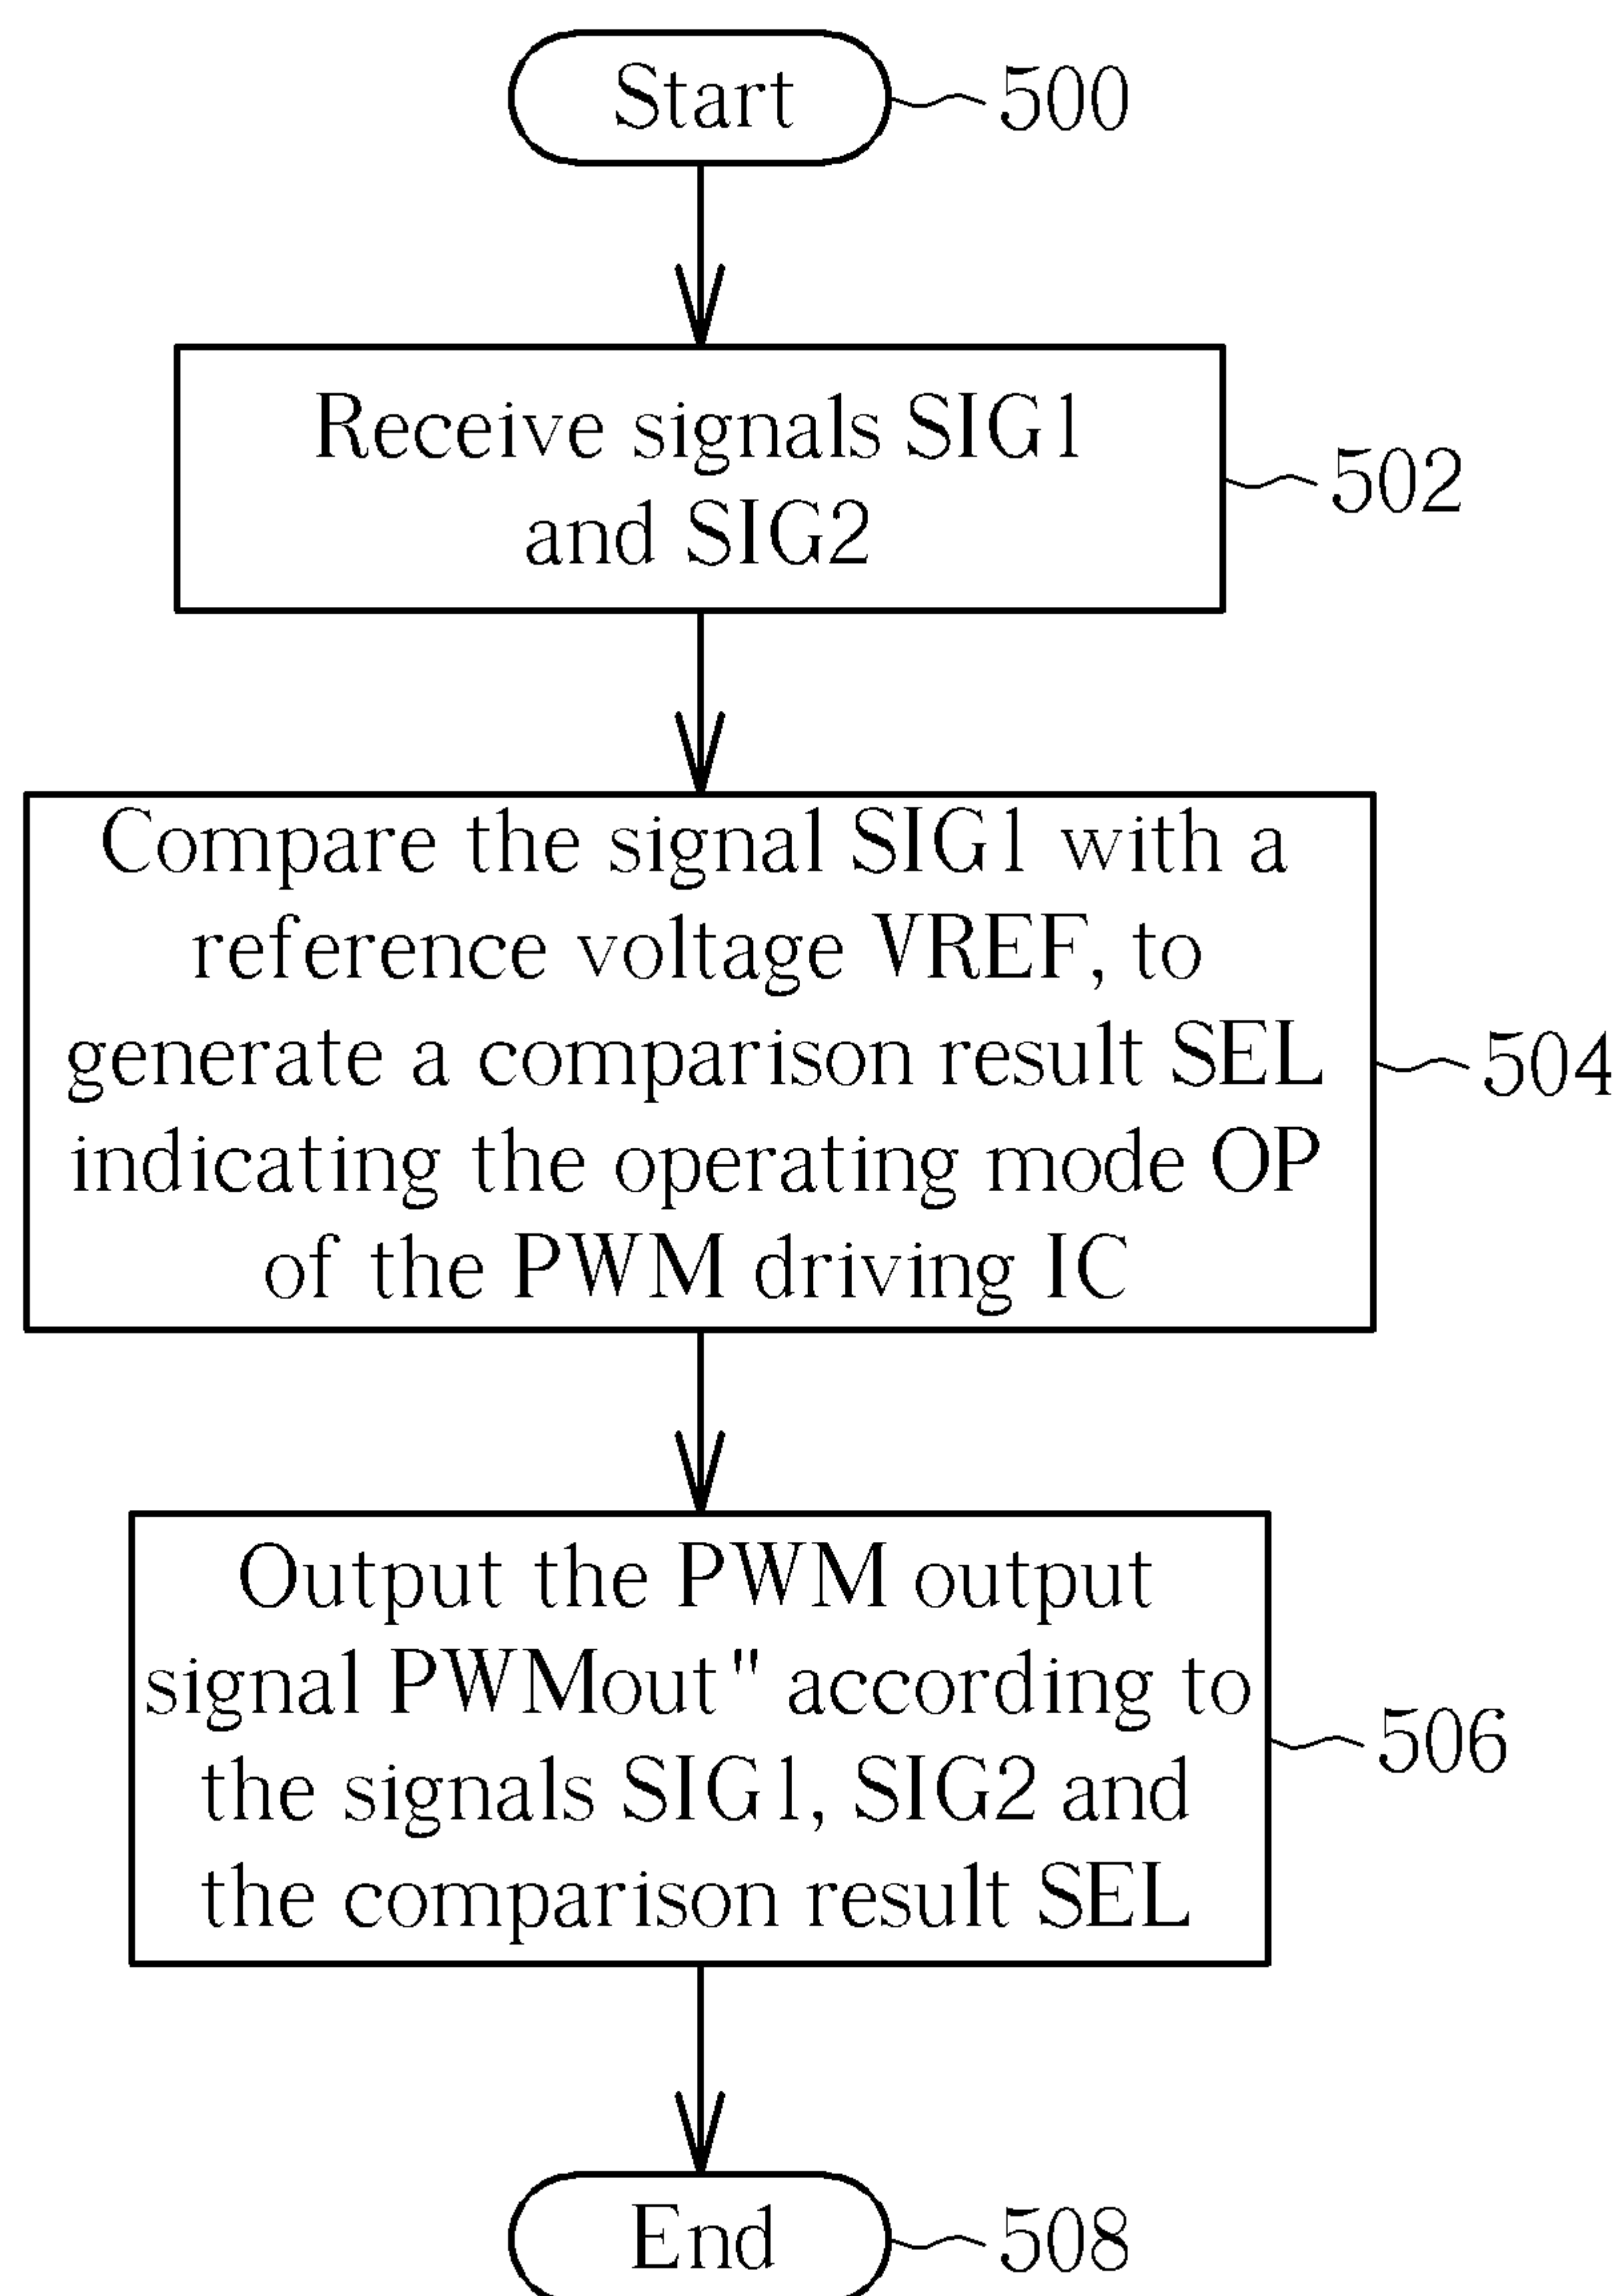 Start
500
Receive signals SIG1
and SIG2
502
Compare the signal SIG1 with a
reference voltage VREF, to
generate a comparison result SEL
indicating the operating mode OP
of the PWM driving IC
504
Output the PWM output
signal PWMout" according to
the signals SIG1, SIG2 and
the comparison result SEL
506
End
508